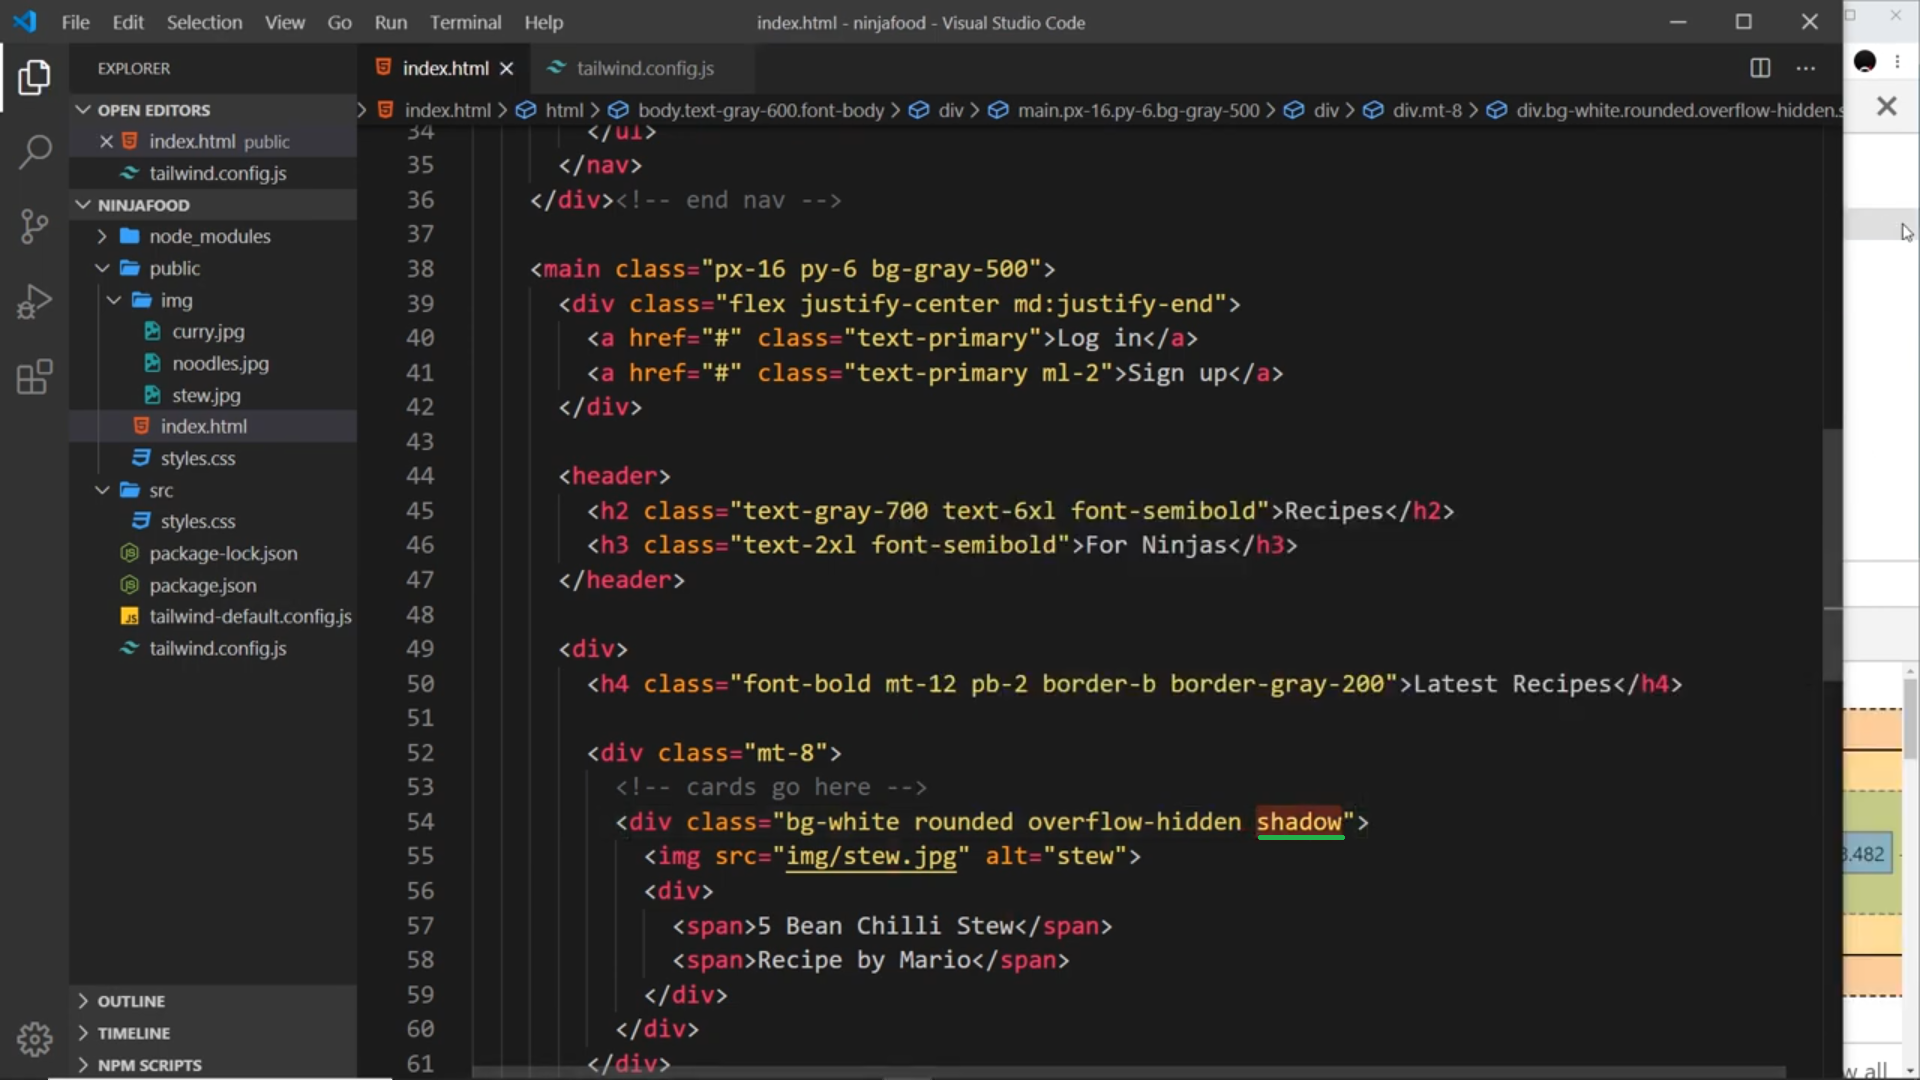 File Edit Selection View Go Run Terminal Help
index.html - ninjafood - Visual Studio Code
EXPLORER
OPEN EDITORS
index.html public
tailwind.config.js
NINJAFOOD
node_modules
public
img
curry.jpg
noodles.jpg
stew.jpg
index.html
styles.css
src
styles.css
package-lock.json
package.json
tailwind-default.config.js
tailwind.config.js
OUTLINE
TIMELINE
NPM SCRIPTS
index.html tailwind.config.js
index.html > html > body.text-gray-600.font-body > div > main.px-16.py-6.bg-gray-500 > div > div.mt-8 > div.bg-white.rounded.overflow-hidden.s
34 </ul>
35 </nav>
36 </div><!-- end nav -->
37
38 <main class="px-16 py-6 bg-gray-500">
39 <div class="flex justify-center md:justify-end">
40 <a href="#" class="text-primary">Log in</a>
41 <a href="#" class="text-primary ml-2">Sign up</a>
42 </div>
43
44 <header>
45 <h2 class="text-gray-700 text-6xl font-semibold">Recipes</h2>
46 <h3 class="text-2xl font-semibold">For Ninjas</h3>
47 </header>
48
49 <div>
50 <h4 class="font-bold mt-12 pb-2 border-b border-gray-200">Latest Recipes</h4>
51
52 <div class="mt-8">
53 <!-- cards go here -->
54 <div class="bg-white rounded overflow-hidden shadow">
55 <img src="img/stew.jpg" alt="stew">
56 <div>
57 <span>5 Bean Chilli Stew</span>
58 <span>Recipe by Mario</span>
59 </div>
60 </div>
61 </div>
.482
all